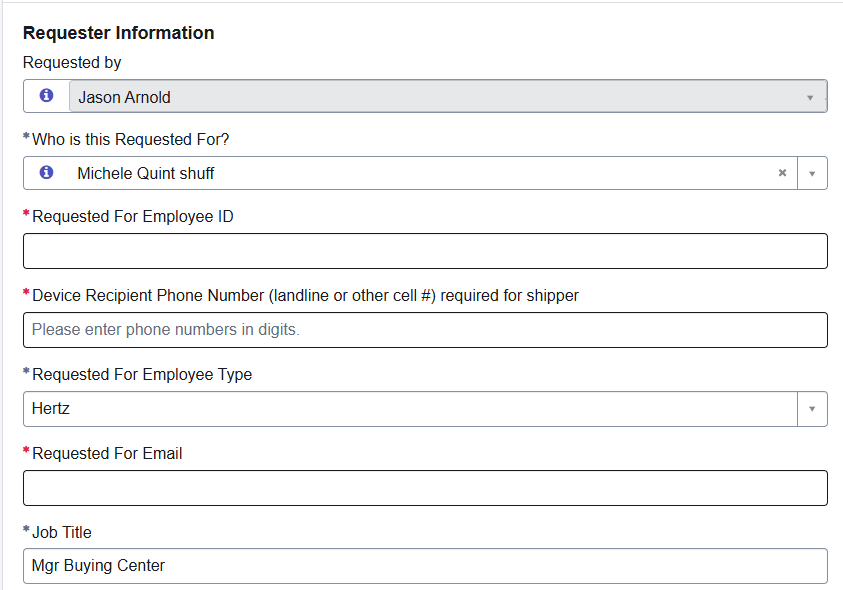 Requester Information
Requested by
Jason Arnold
*Who is this Requested For?
Michele Quint shuff
*Requested For Employee ID
*Device Recipient Phone Number (landline or other cell #) required for shipper
Please enter phone numbers in digits.
*Requested For Employee Type
Hertz
*Requested For Email
*Job Title
Mgr Buying Center